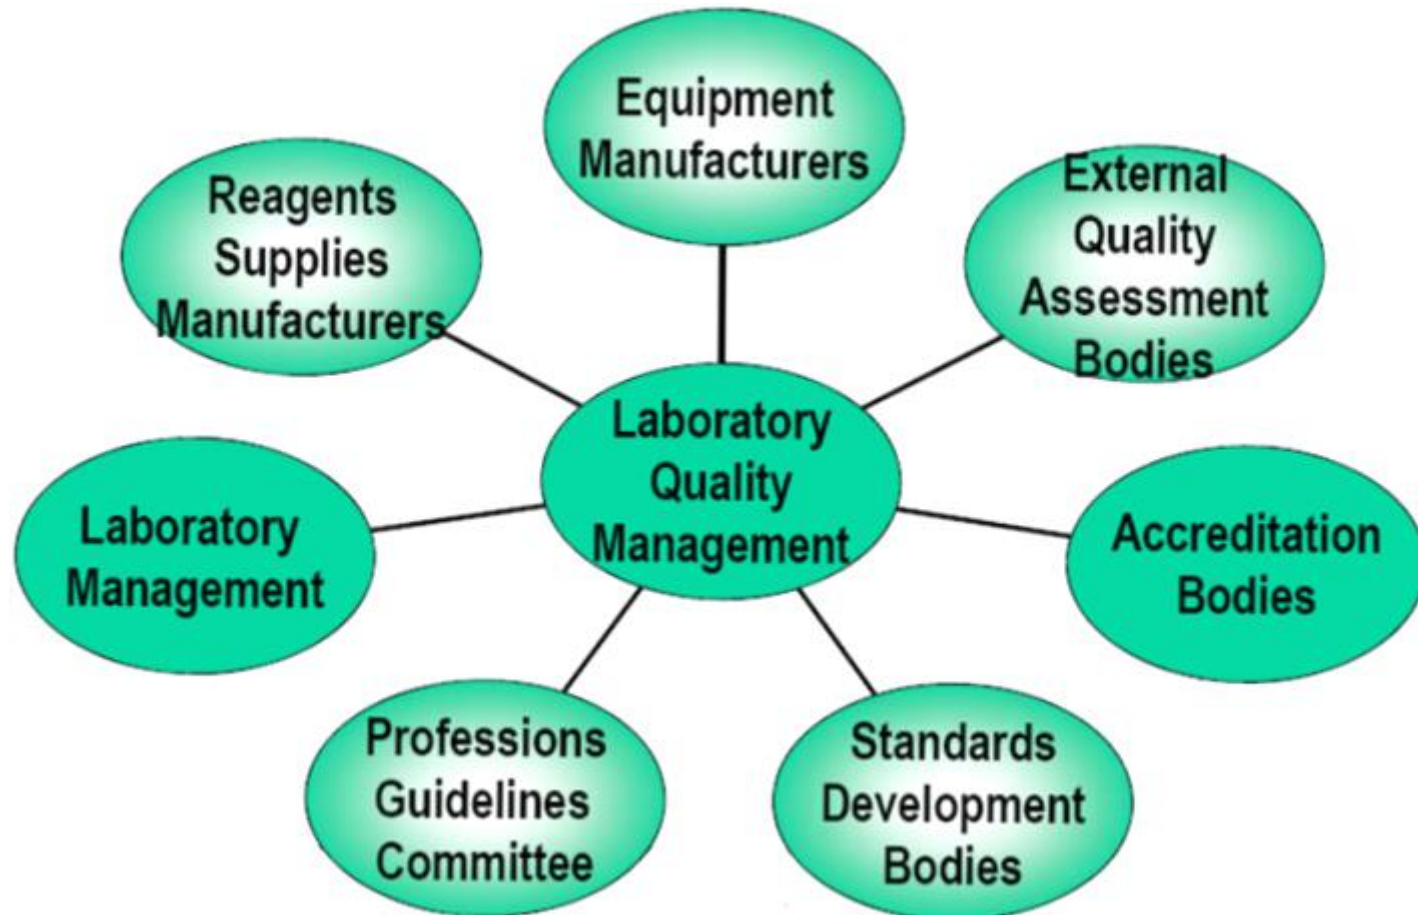 Equipment
Manufacturers
External
Quality
Assessment
Bodies
Reagents
Supplies
Manufacturers
Laboratory
Quality
Management
Laboratory
Management
Accreditation
Bodies
Professions
Guidelines
Committee
Standards
Development
Bodies